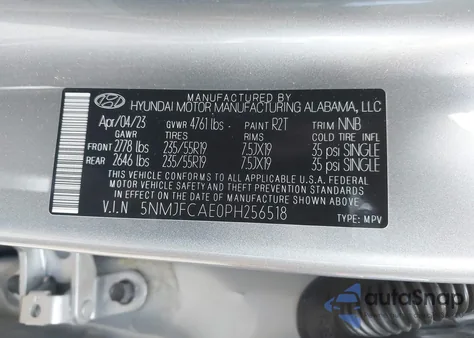 MANUFACTURED BY
HYUNDAI MOTOR MANUFACTURING ALABAMA, LLC
Apr/04/23 GVWR 4761 lbs PAINT R2T TRIM NNB
GAWR TIRES RIMS COLD TIRE INFL
FRONT 2778 lbs 235/55R19 7.5JX19 35 psi SINGLE
REAR 2646 lbs 235/55R19 7.5JX19 35 psi SINGLE
THIS VEHICLE CONFORMS TO ALL APPLICABLE U.S.A. FEDERAL
MOTOR VEHICLE SAFETY AND THEFT PREVENTION STANDARDS
IN EFFECT ON THE DATE OF MANUFACTURE SHOWN ABOVE.
V.I.N 5NMJFCAE0PH256518 TYPE: MPV
autoSnap